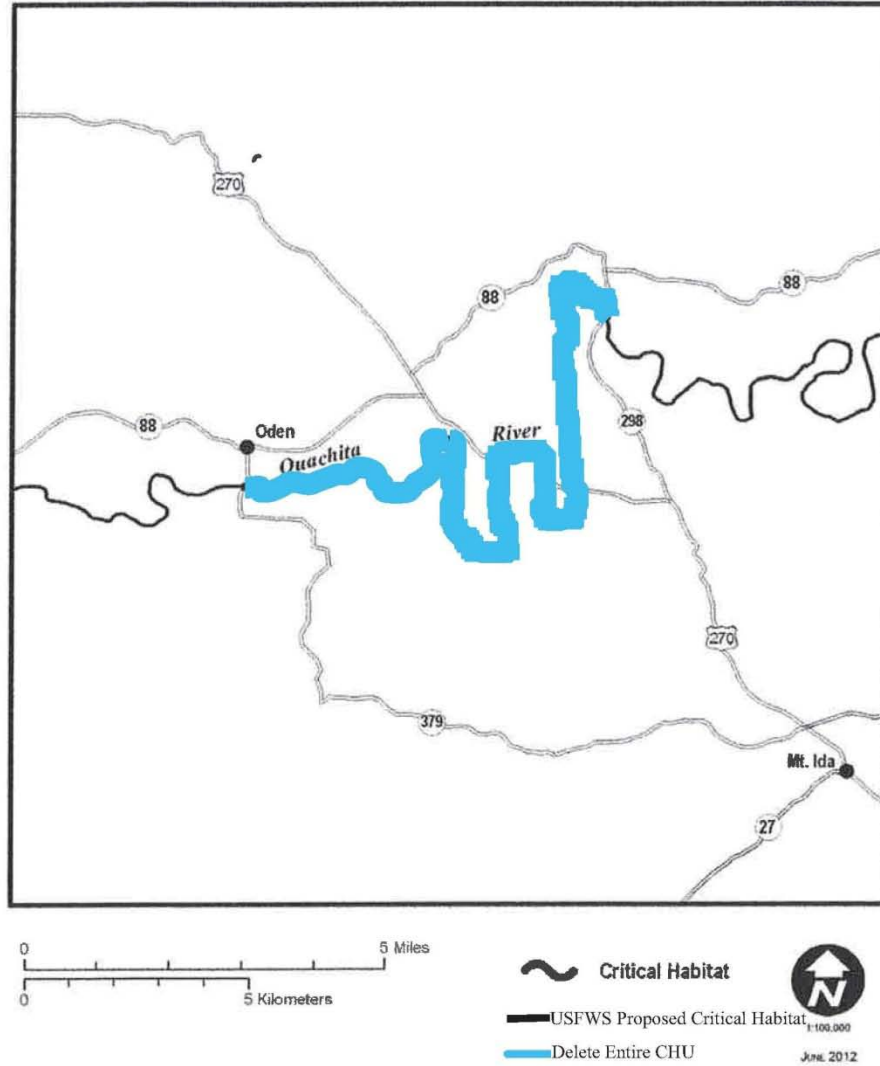 270
88
88
River
298
88
Oden
Ouachita
270
379
Mt. Ida
27
0
5 Miles
0
5 Kilometers
Critical Habitat
N
USFWS Proposed Critical Habitat
1:100,000
Delete Entire CHU
JUNE 2012